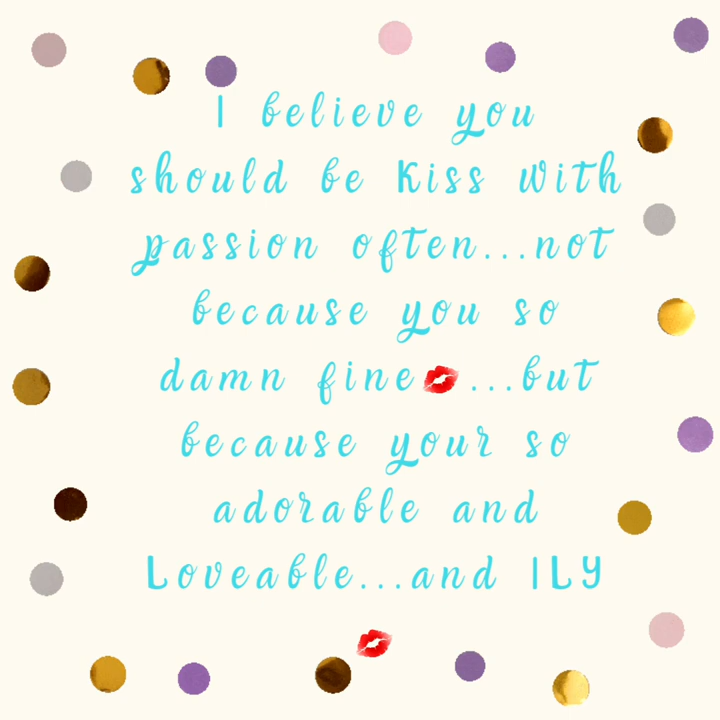 I believe you
should be Kiss with
passion often...not
because you so
damn fine💋...but
because your so
adorable and
Loveable...and ILY
💋